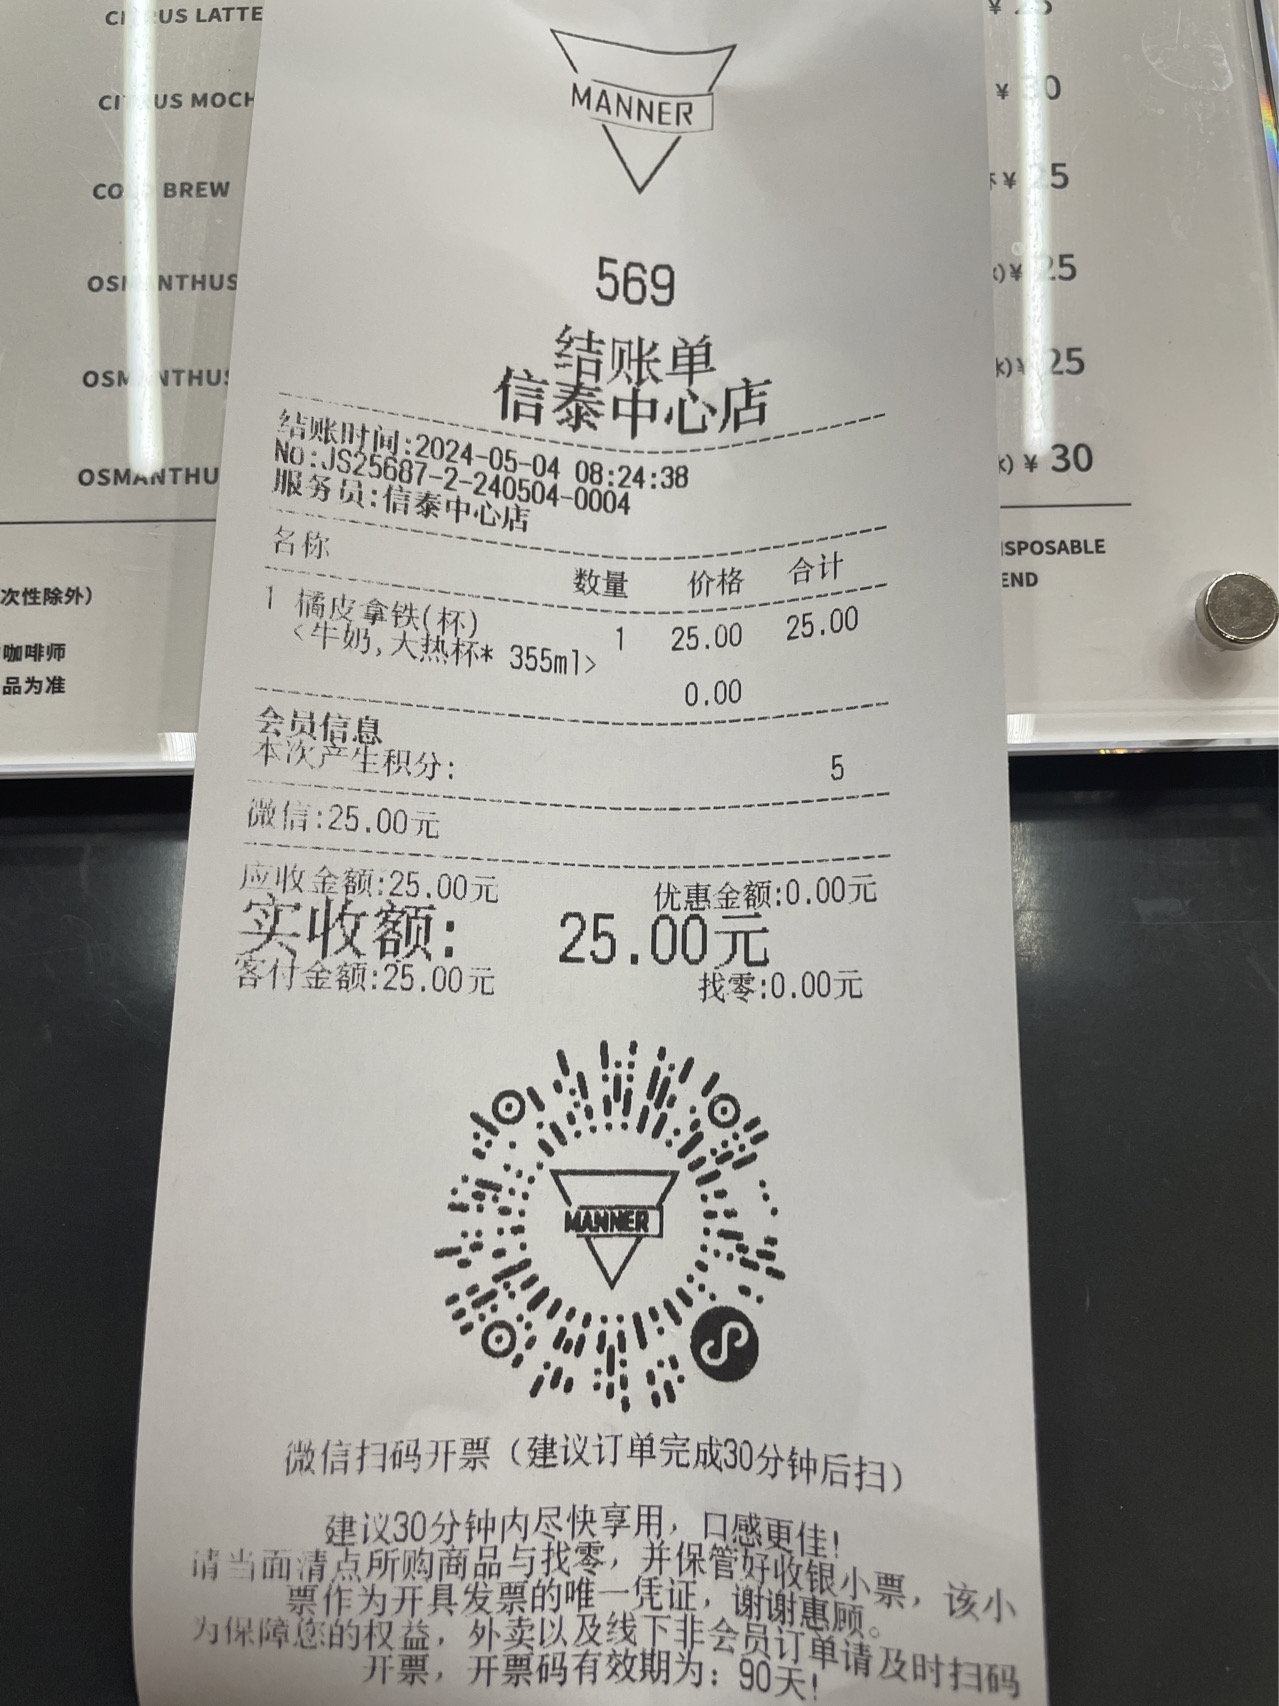 CITRUS LATTE
¥ 25
CITRUS MOCH
¥ 30
COLD BREW
¥ 25
OSMANTHUS
¥ 25
OSMANTHUS
¥ 25
OSMANTHU
¥ 30
ISPOSABLE
END
次性除外）
咖啡师
品为准
MANNER
569
结账单
信泰中心店
结账时间:2024-05-04 08:24:38
No:JS25687-2-240504-0004
服务员:信泰中心店
名称 数量 价格 合计
1 橘皮拿铁(杯) 1 25.00 25.00
<牛奶,大热杯* 355ml>
0.00
会员信息
本次产生积分: 5
微信:25.00元
应收金额:25.00元 优惠金额:0.00元
实收额: 25.00元
客付金额:25.00元 找零:0.00元
MANNER
微信扫码开票（建议订单完成30分钟后扫）
建议30分钟内尽快享用，口感更佳!
请当面清点所购商品与找零，并保管好收银小票，该小
票作为开具发票的唯一凭证，谢谢惠顾。
为保障您的权益，外卖以及线下非会员订单请及时扫码
开票，开票码有效期为：90天!